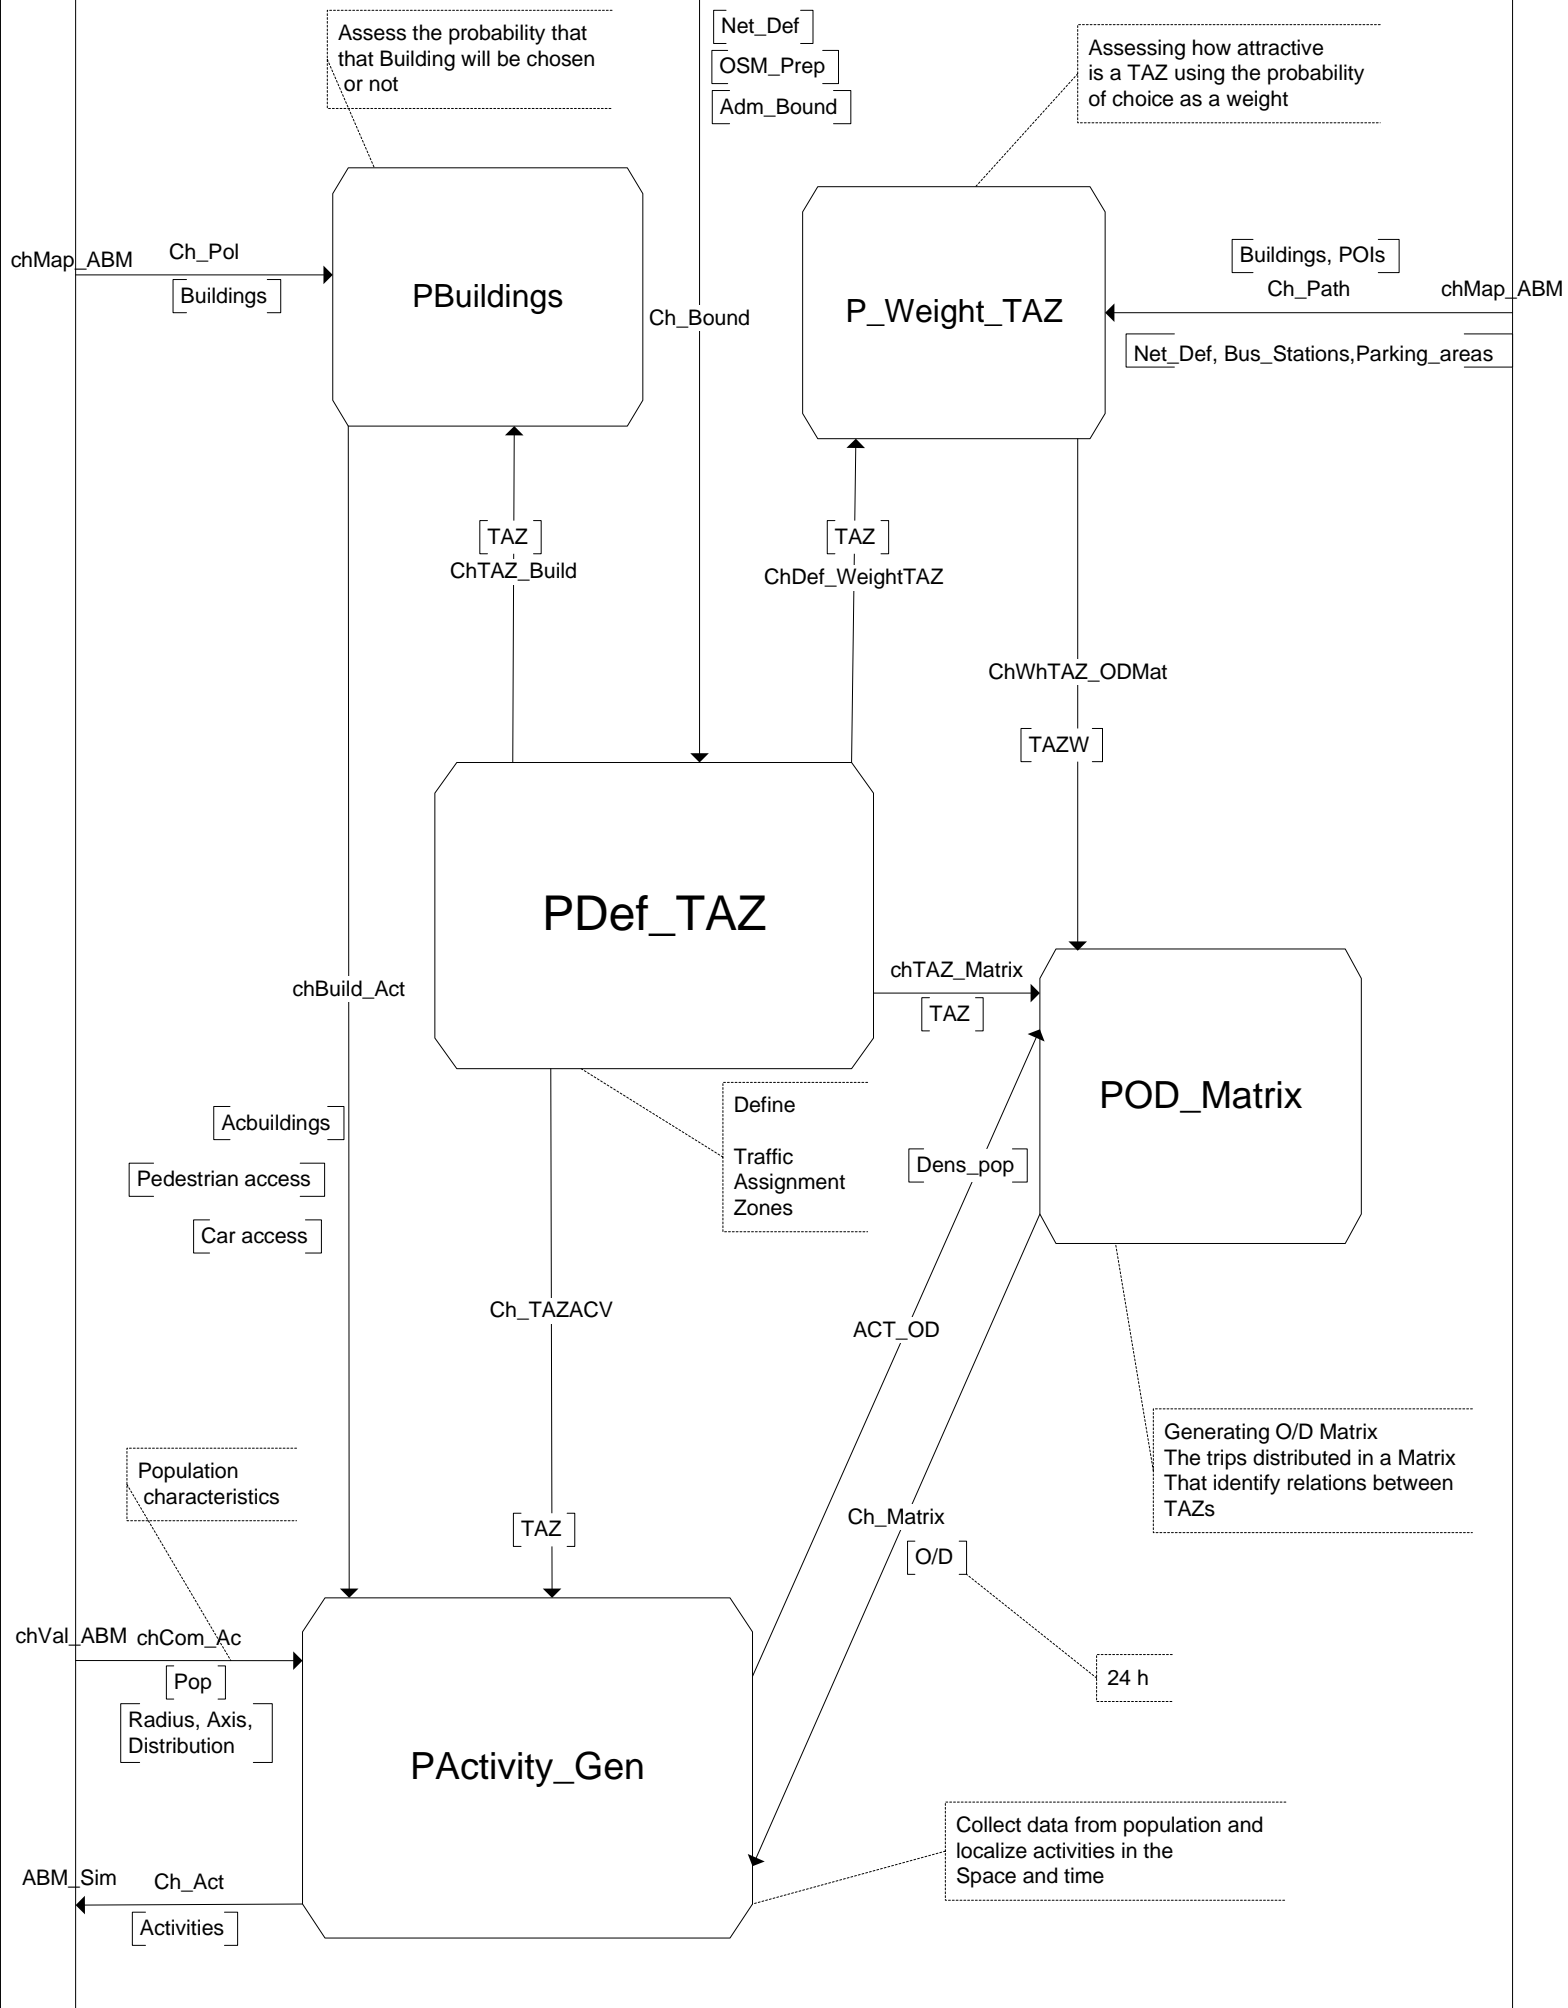 Assess the probability that
that Building will be chosen
or not
[Net_Def]
[OSM_Prep]
[Adm_Bound]
Assessing how attractive
is a TAZ using the probability
of choice as a weight
chMap_ABM
Ch_Pol
[Buildings]
PBuildings
Ch_Bound
P_Weight_TAZ
[Buildings, POIs]
Ch_Path
chMap_ABM
[Net_Def, Bus_Stations,Parking_areas]
[TAZ]
ChTAZ_Build
[TAZ]
ChDef_WeightTAZ
ChWhTAZ_ODMat
[TAZW]
PDef_TAZ
chTAZ_Matrix
[TAZ]
chBuild_Act
POD_Matrix
Define
Traffic
Assignment
Zones
[Acbuildings]
[Pedestrian access]
[Car access]
[Dens_pop]
Ch_TAZACV
ACT_OD
Generating O/D Matrix
The trips distributed in a Matrix
That identify relations between
TAZs
Population
characteristics
[TAZ]
Ch_Matrix
[O/D]
24 h
chVal_ABM
chCom_Ac
[Pop]
[Radius, Axis,
Distribution]
PActivity_Gen
Collect data from population and
localize activities in the
Space and time
ABM_Sim
Ch_Act
[Activities]